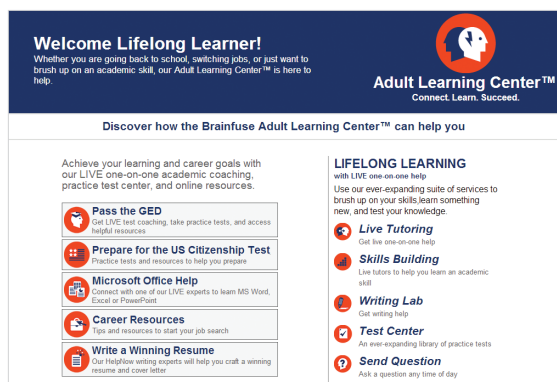 Welcome Lifelong Learner!
Whether you are going back to school, switching jobs, or just want to
brush up on an academic skill, our Adult Learning Center™ is here to
help.
Adult Learning Center™
Connect. Learn. Succeed.
Discover how the Brainfuse Adult Learning Center™ can help you
Achieve your learning and career goals with
our LIVE one-on-one academic coaching,
practice test center, and online resources.
Pass the GED
Get LIVE test coaching, take practice tests, and access
helpful resources
Prepare for the US Citizenship Test
Practice tests and resources to help you prepare
Microsoft Office Help
Connect with one of our LIVE experts to learn MS Word,
Excel or PowerPoint
Career Resources
Tips and resources to start your job search
Write a Winning Resume
Our HelpNow writing experts will help you craft a winning
resume and cover letter
LIFELONG LEARNING
with LIVE one-on-one help
Use our ever-expanding suite of services to
brush up on your skills,learn something
new, and test your knowledge.
Live Tutoring
Get live one-on-one help
Skills Building
Live tutors to help you learn an academic
skill
Writing Lab
Get writing help
Test Center
An ever-expanding library of practice tests
Send Question
Ask a question any time of day